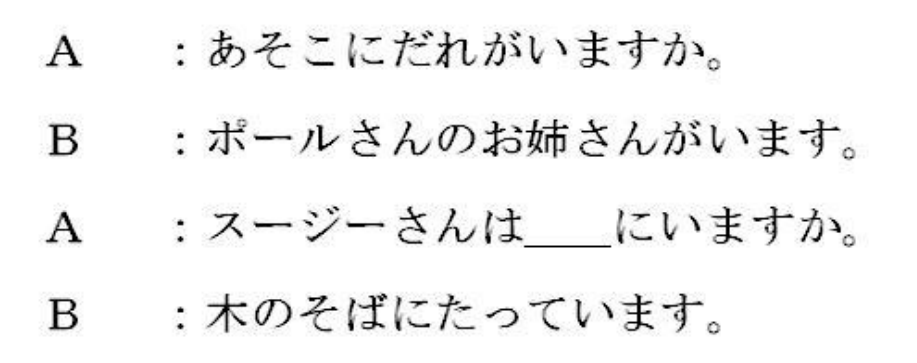 A : あそこにだれがいますか。
B : ポールさんのお姉さんがいます。
A : スージーさんは____にいますか。
B : 木のそばにたっています。